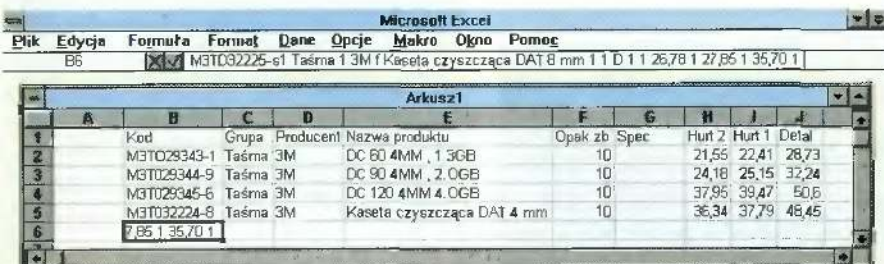 Microsoft Excel
Plik Edycja Formuła Format Dane Opcje Makro Okno Pomoc
B6 M3TD32225-s1 Taśma 1 3M f Kaseta czyszcząca DAT 8 mm 1 1 D 1 1 26,78 1 27,85 1 35,70 1
Arkusz1
A B C D E F G H I J
1 Kod Grupa Producent Nazwa produktu Opak zb Spec Hurt 2 Hurt 1 Detal
2 M3TO29343-1 Taśma 3M DC 60 4MM , 1 3GB 10 21,55 22,41 28,73
3 M3T029344-9 Taśma 3M DC 90 4MM , 2.0GB 10 24,18 25,15 32,24
4 M3T029345-6 Taśma 3M DC 120 4MM 4.0GB 10 37,95 39,47 50,6
5 M3T032224-8 Taśma 3M Kaseta czyszcząca DAT 4 mm 10 36,34 37,79 48,45
6 7,85 1 35,70 1